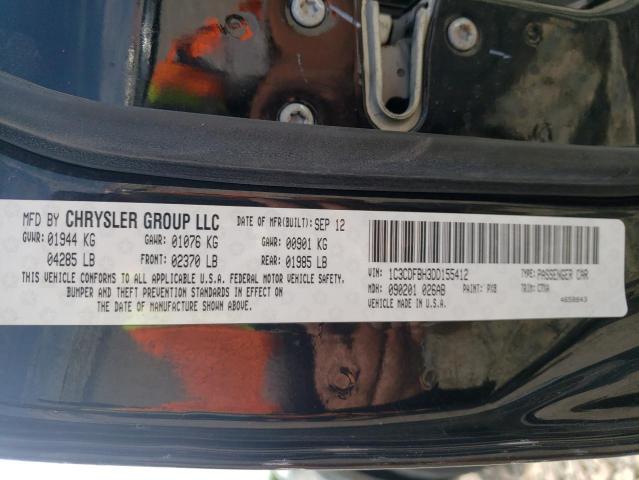 MFD BY CHRYSLER GROUP LLC DATE OF MFR(BUILT): SEP 12
GVWR: 01944 KG GAWR: 01076 KG GAWR: 00901 KG
04285 LB FRONT: 02370 LB REAR: 01985 LB
THIS VEHICLE CONFORMS TO ALL APPLICABLE U.S.A. FEDERAL MOTOR VEHICLE SAFETY,
BUMPER AND THEFT PREVENTION STANDARDS IN EFFECT ON
THE DATE OF MANUFACTURE SHOWN ABOVE.
VIN: 1C3CDFBH3DD155412 TYPE: PASSENGER CAR
MDH: 090201 026AB PAINT: PX8 TRIM: C7XA
VEHICLE MADE IN U.S.A. 4658643